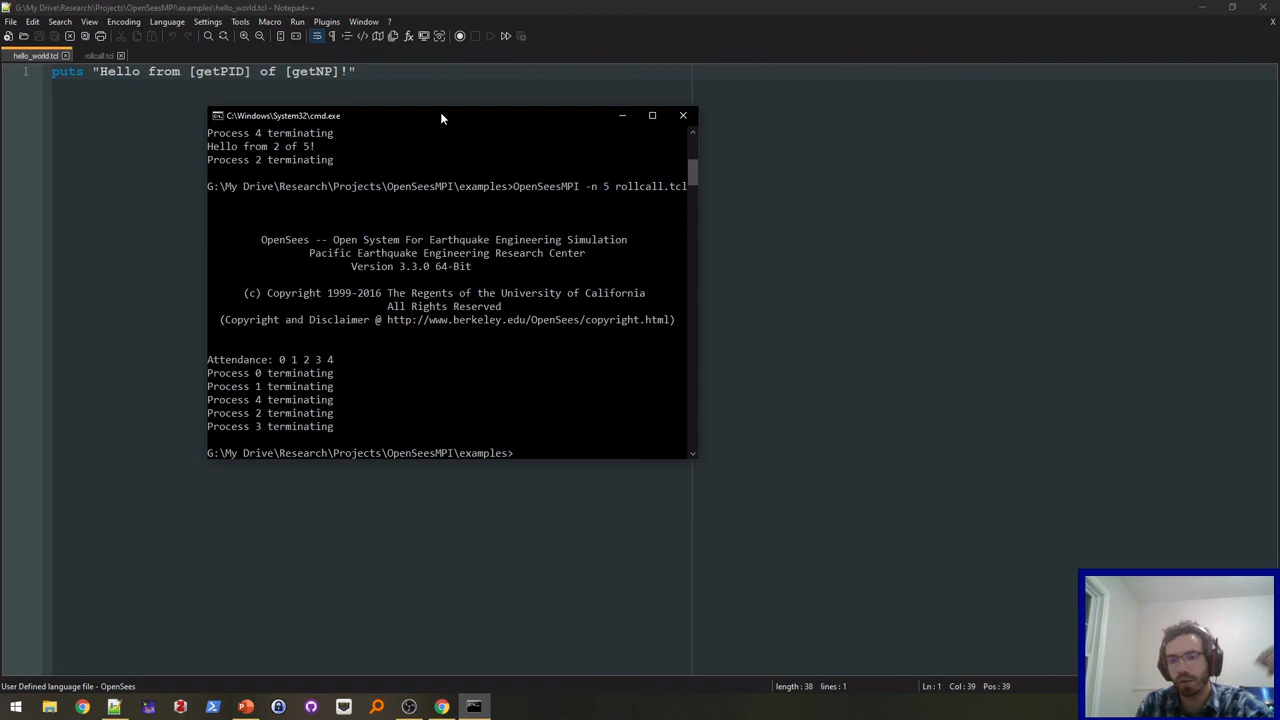 G:\My Drive\Research\Projects\OpenSeesMPI\examples\hello_world.tcl - Notepad++
File Edit Search View Encoding Language Settings Tools Macro Run Plugins Window ?
hello_world.tcl rollcall.tcl
1 puts "Hello from [getPID] of [getNP]!"
C:\Windows\System32\cmd.exe
Process 4 terminating
Hello from 2 of 5!
Process 2 terminating
G:\My Drive\Research\Projects\OpenSeesMPI\examples>OpenSeesMPI -n 5 rollcall.tcl
OpenSees -- Open System For Earthquake Engineering Simulation
Pacific Earthquake Engineering Research Center
Version 3.3.0 64-Bit
(c) Copyright 1999-2016 The Regents of the University of California
All Rights Reserved
(Copyright and Disclaimer @ http://www.berkeley.edu/OpenSees/copyright.html)
Attendance: 0 1 2 3 4
Process 0 terminating
Process 1 terminating
Process 4 terminating
Process 2 terminating
Process 3 terminating
G:\My Drive\Research\Projects\OpenSeesMPI\examples>
User Defined language file - OpenSees length : 38 lines : 1 Ln : 1 Col : 39 Pos : 39